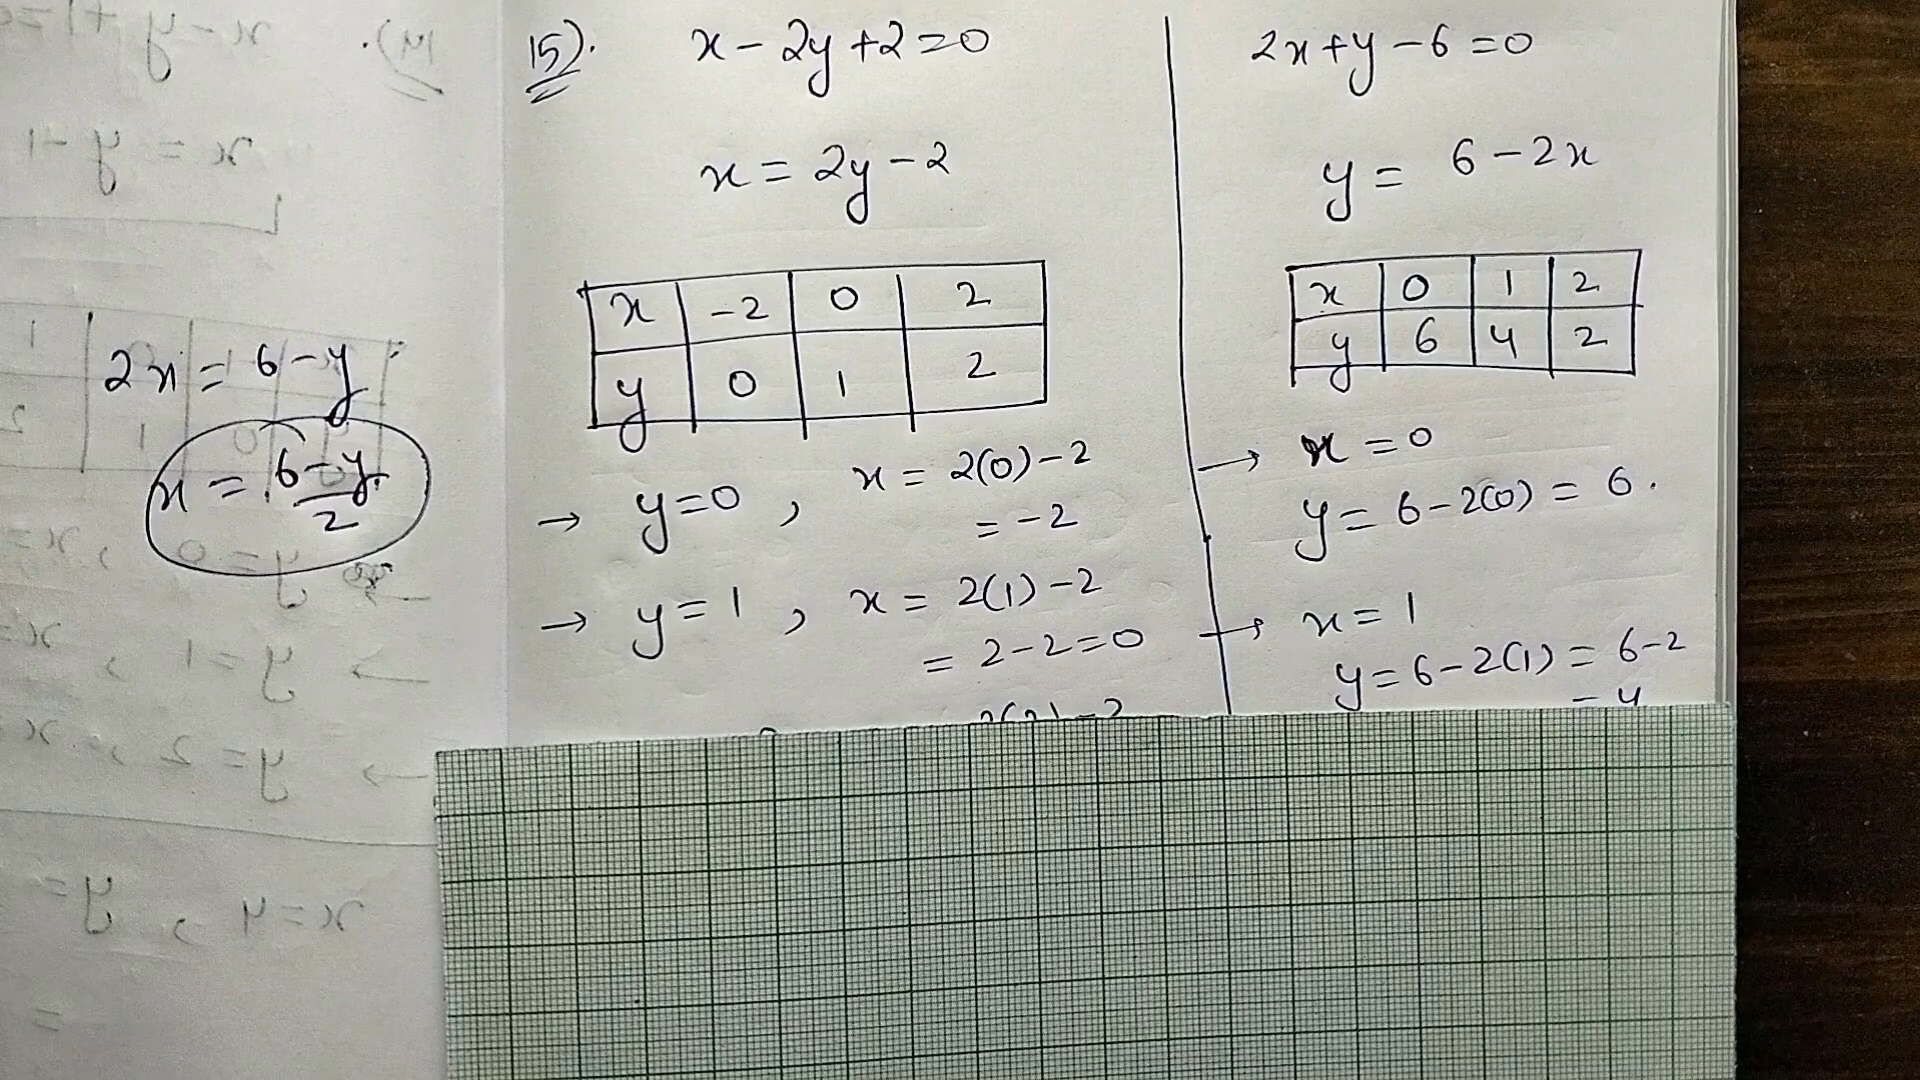 15). x - 2y + 2 = 0
x = 2y - 2
x | -2 | 0 | 2
y | 0 | 1 | 2
→ y = 0 , x = 2(0) - 2
= -2
→ y = 1 , x = 2(1) - 2
= 2 - 2 = 0
2x + y - 6 = 0
y = 6 - 2x
x | 0 | 1 | 2
y | 6 | 4 | 2
→ x = 0
y = 6 - 2(0) = 6.
→ x = 1
y = 6 - 2(1) = 6 - 2
= 4
2x = 6 - y
x = 6 - y / 2